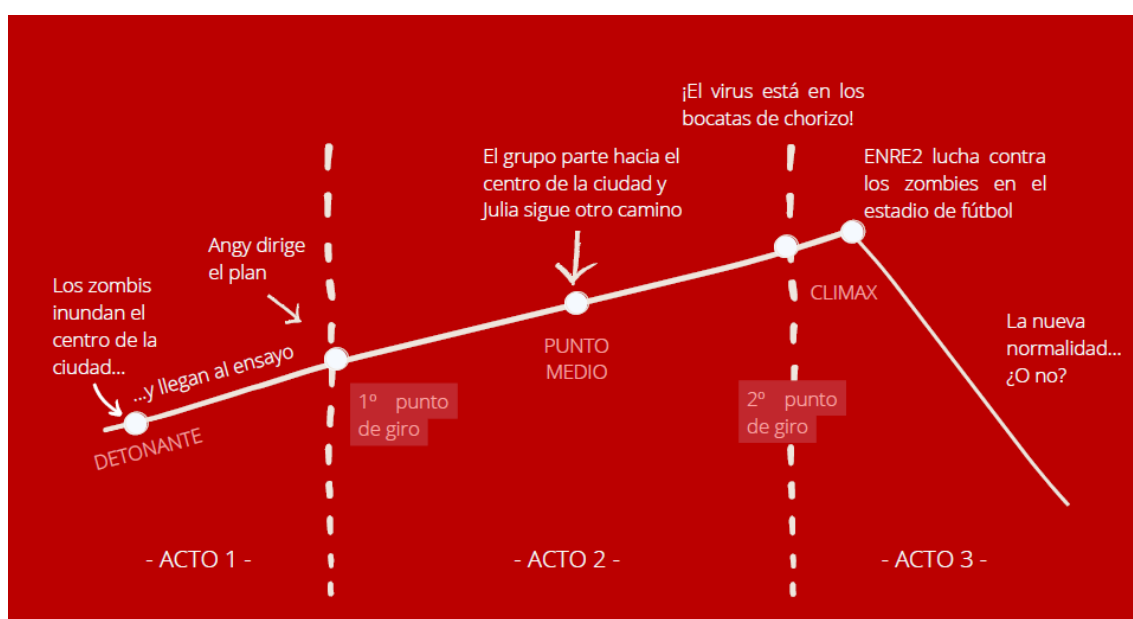 Los zombis
inundan el
centro de la
ciudad...
...y llegan al ensayo
DETONANTE
Angy dirige
el plan
1º punto
de giro
El grupo parte hacia el
centro de la ciudad y
Julia sigue otro camino
PUNTO
MEDIO
¡El virus está en los
bocatas de chorizo!
2º punto
de giro
ENRE2 lucha contra
los zombies en el
estadio de fútbol
CLIMAX
La nueva
normalidad...
¿O no?
- ACTO 1 -
- ACTO 2 -
- ACTO 3 -